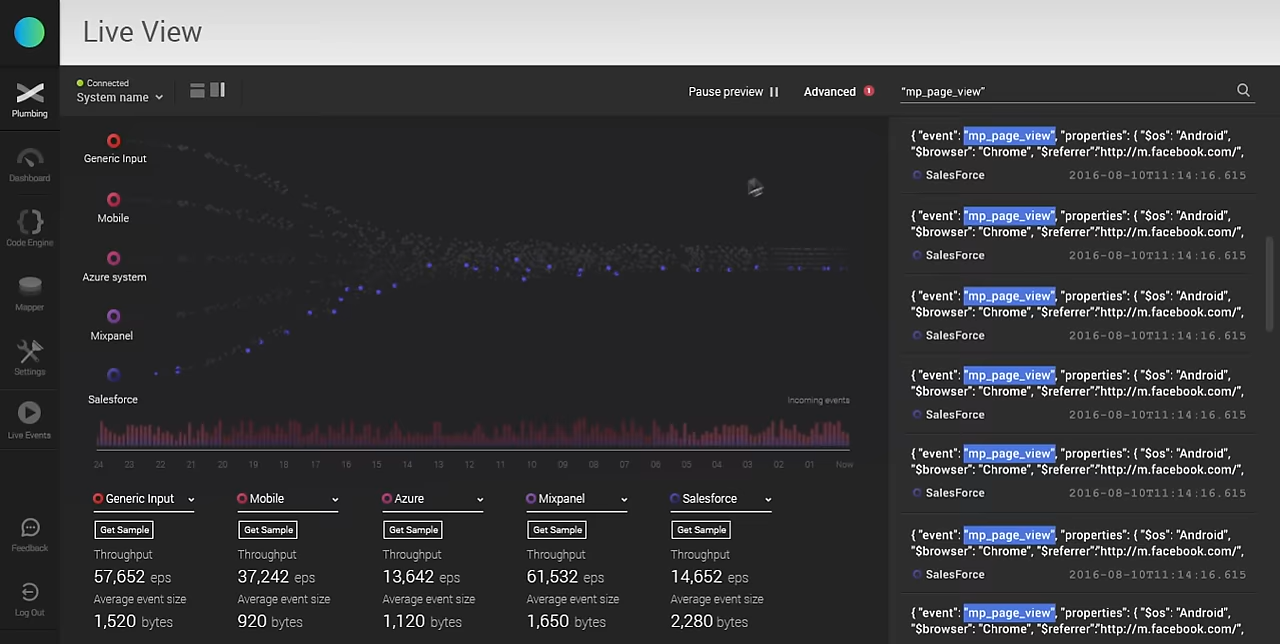 Live View
Connected
System name
Pause preview
Advanced
1
"mp_page_view"
Plumbing
Dashboard
Code Engine
Mapper
Settings
Live Events
Feedback
Log Out
Generic Input
Mobile
Azure system
Mixpanel
Salesforce
Incoming events
24 23 22 21 20 19 18 17 16 15 14 13 12 11 10 09 08 07 06 05 04 03 02 01 Now
Generic Input
Get Sample
Throughput
57,652 eps
Average event size
1,520 bytes
Mobile
Get Sample
Throughput
37,242 eps
Average event size
920 bytes
Azure
Get Sample
Throughput
13,642 eps
Average event size
1,120 bytes
Mixpanel
Get Sample
Throughput
61,532 eps
Average event size
1,650 bytes
Salesforce
Get Sample
Throughput
14,652 eps
Average event size
2,280 bytes
{ "event": "mp_page_view", "properties": { "$os": "Android",
"$browser": "Chrome", "$referrer":"http://m.facebook.com/",
SalesForce 2016-08-10T11:14:16.615
{ "event": "mp_page_view", "properties": { "$os": "Android",
"$browser": "Chrome", "$referrer":"http://m.facebook.com/",
SalesForce 2016-08-10T11:14:16.615
{ "event": "mp_page_view", "properties": { "$os": "Android",
"$browser": "Chrome", "$referrer":"http://m.facebook.com/",
SalesForce 2016-08-10T11:14:16.615
{ "event": "mp_page_view", "properties": { "$os": "Android",
"$browser": "Chrome", "$referrer":"http://m.facebook.com/",
SalesForce 2016-08-10T11:14:16.615
{ "event": "mp_page_view", "properties": { "$os": "Android",
"$browser": "Chrome", "$referrer":"http://m.facebook.com/",
SalesForce 2016-08-10T11:14:16.615
{ "event": "mp_page_view", "properties": { "$os": "Android",
"$browser": "Chrome", "$referrer":"http://m.facebook.com/",
SalesForce 2016-08-10T11:14:16.615
{ "event": "mp_page_view", "properties": { "$os": "Android",
"$browser": "Chrome", "$referrer":"http://m.facebook.com/",